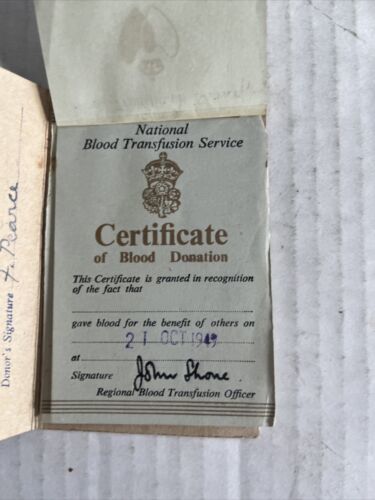 National
Blood Transfusion Service
Certificate
of Blood Donation
This Certificate is granted in recognition
of the fact that
gave blood for the benefit of others on
21 OCT 1949
at
Signature John Shone.
Regional Blood Transfusion Officer
Donor's Signature F. Pearce